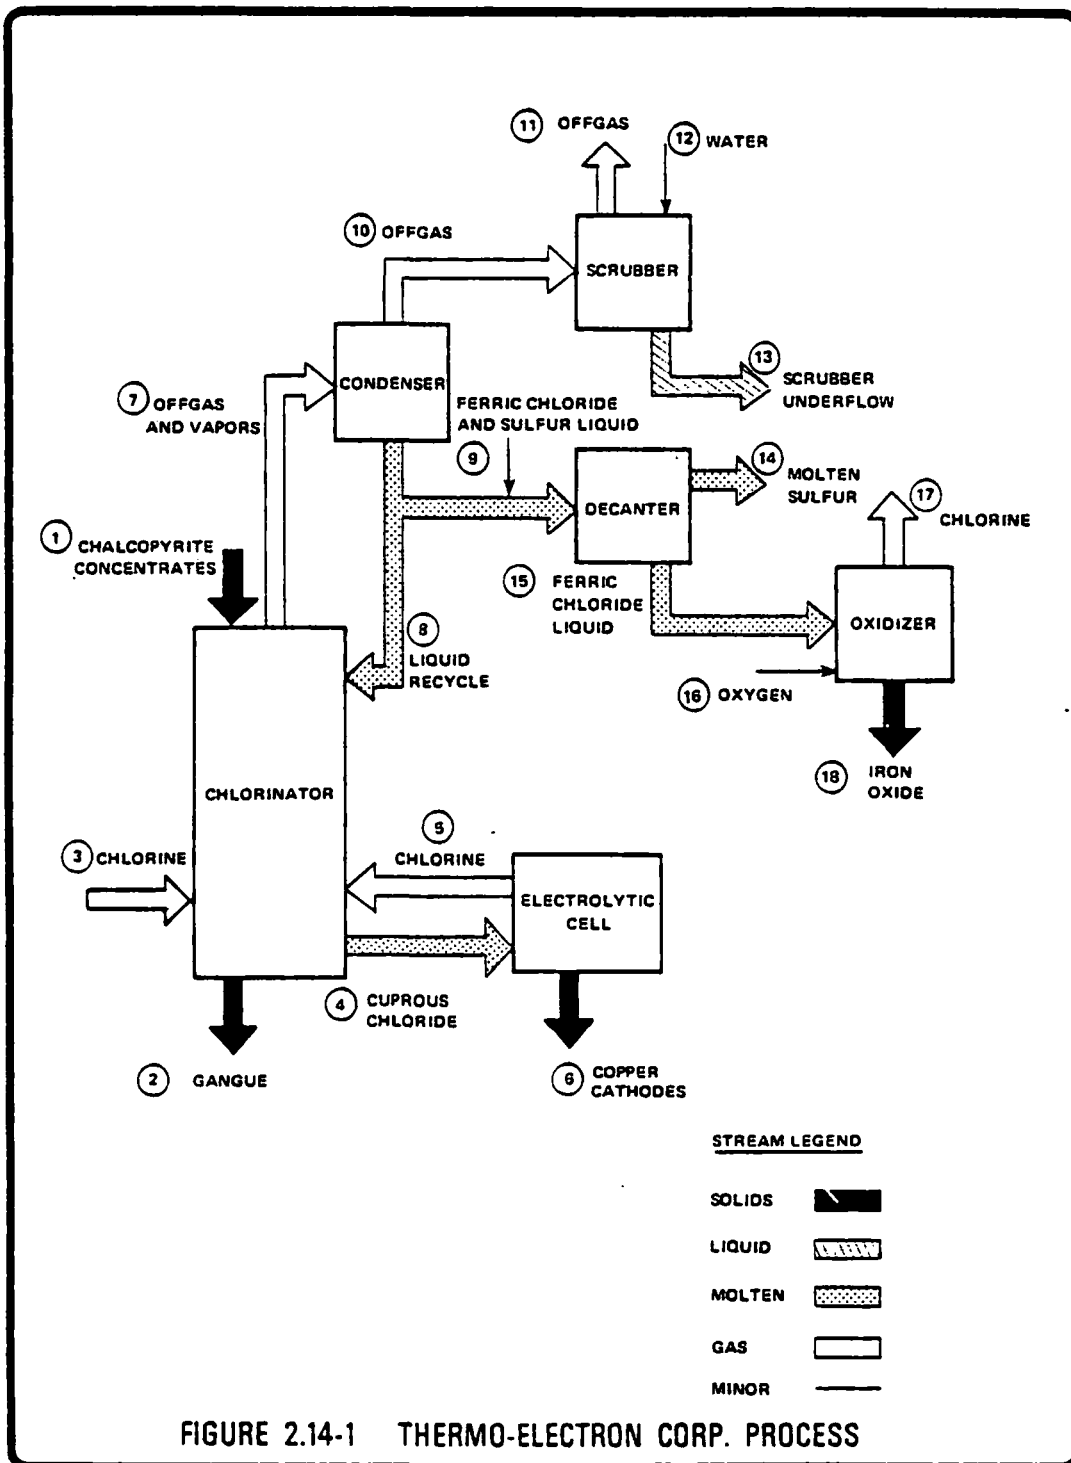 11 OFFGAS
12 WATER
10 OFFGAS
SCRUBBER
13 SCRUBBER
UNDERFLOW
CONDENSER
7 OFFGAS
AND VAPORS
FERRIC CHLORIDE
AND SULFUR LIQUID
9
14 MOLTEN
SULFUR
DECANTER
17 CHLORINE
1 CHALCOPYRITE
CONCENTRATES
15 FERRIC
CHLORIDE
LIQUID
OXIDIZER
8 LIQUID
RECYCLE
16 OXYGEN
18 IRON
OXIDE
CHLORINATOR
3 CHLORINE
5
CHLORINE
ELECTROLYTIC
CELL
4 CUPROUS
CHLORIDE
2 GANGUE
6 COPPER
CATHODES
STREAM LEGEND
SOLIDS
LIQUID
MOLTEN
GAS
MINOR
FIGURE 2.14-1 THERMO-ELECTRON CORP. PROCESS